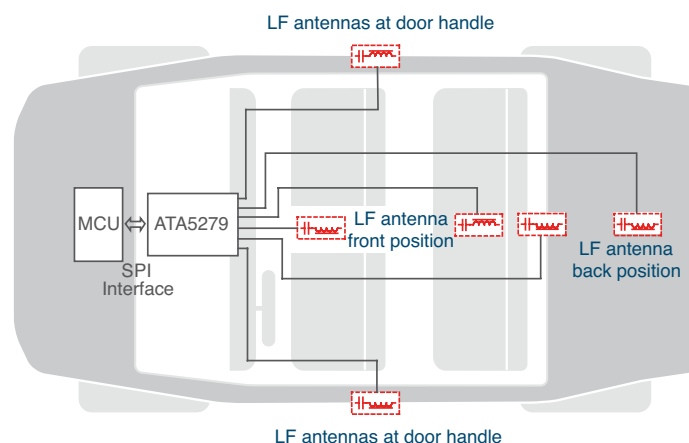 LF antennas at door handle
MCU
ATA5279
SPI
Interface
LF antenna
front position
LF antenna
back position
LF antennas at door handle